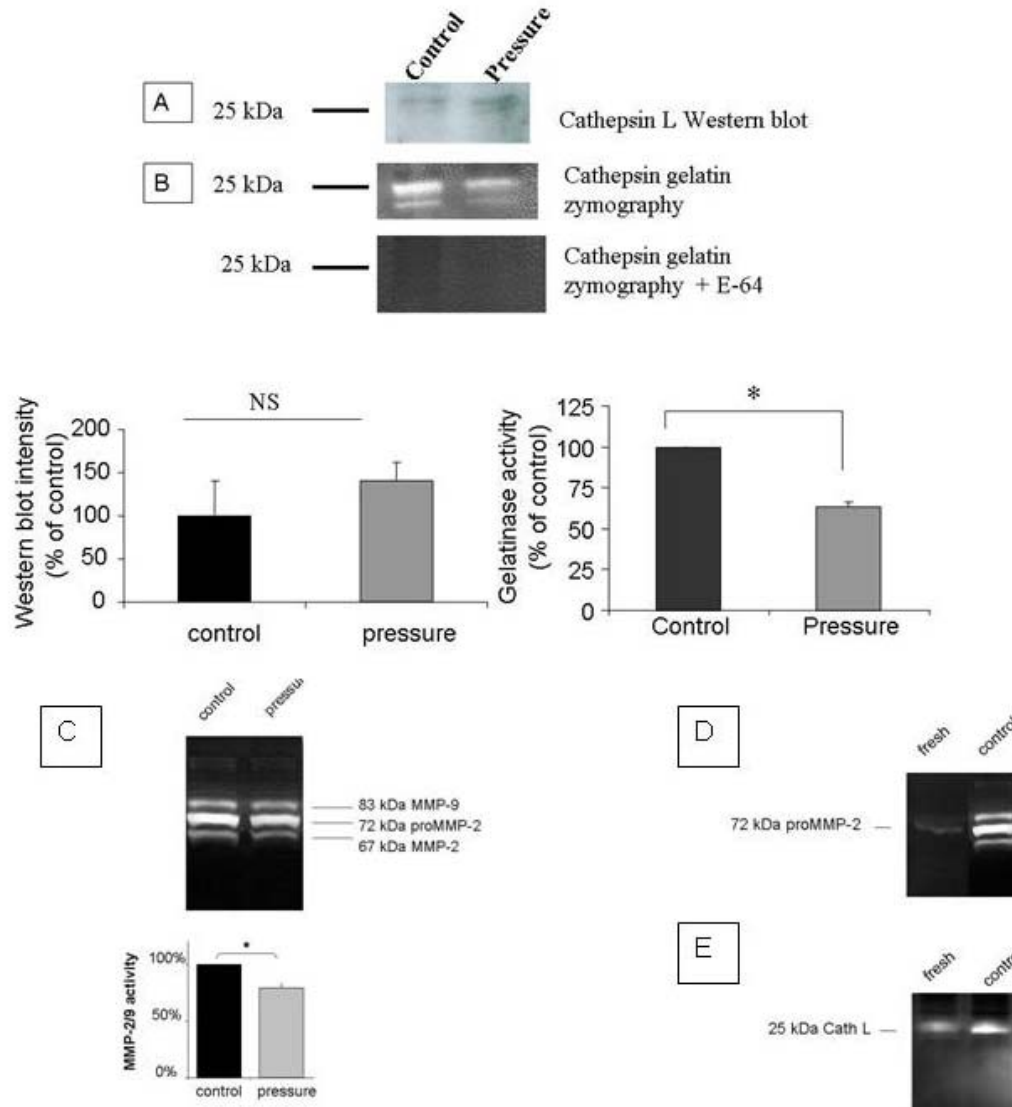 Control Pressure
A
25 kDa
Cathepsin L Western blot
B
25 kDa
Cathepsin gelatin
zymography
25 kDa
Cathepsin gelatin
zymography + E-64
NS
Western blot intensity
(% of control)
200
150
100
50
0
control pressure
*
Gelatinase activity
(% of control)
125
100
75
50
25
0
Control Pressure
C
control pressu
83 kDa MMP-9
72 kDa proMMP-2
67 kDa MMP-2
*
MMP-2/9 activity
100%
50%
0%
control pressure
D
fresh control
72 kDa proMMP-2
E
fresh control
25 kDa Cath L